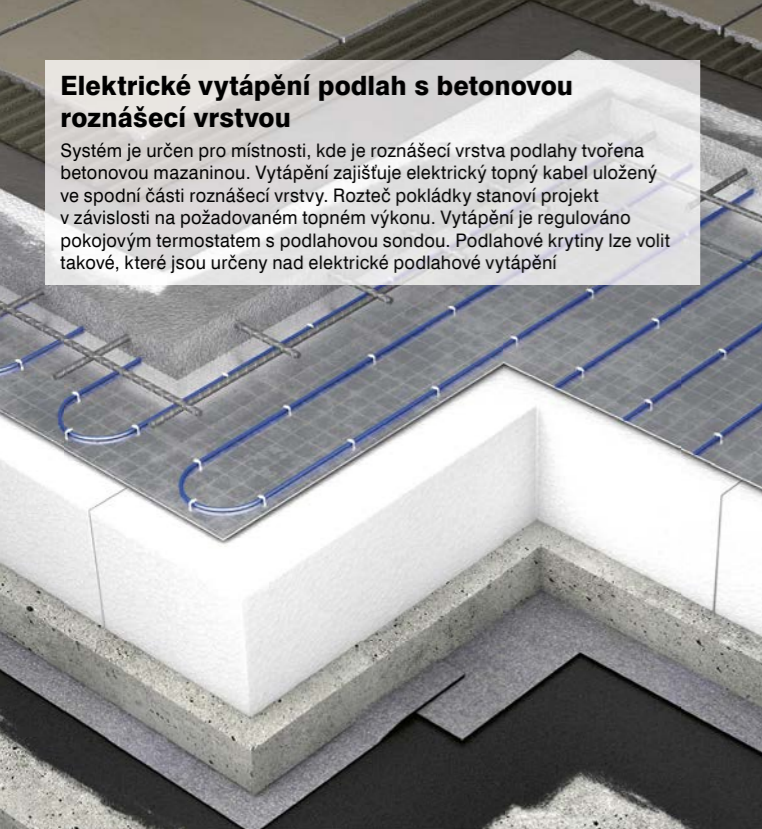 Elektrické vytápění podlah s betonovou
roznášecí vrstvou
Systém je určen pro místnosti, kde je roznášecí vrstva podlahy tvořena
betonovou mazaninou. Vytápění zajišťuje elektrický topný kabel uložený
ve spodní části roznášecí vrstvy. Rozteč pokládky stanoví projekt
v závislosti na požadovaném topném výkonu. Vytápění je regulováno
pokojovým termostatem s podlahovou sondou. Podlahové krytiny lze volit
takové, které jsou určeny nad elektrické podlahové vytápění